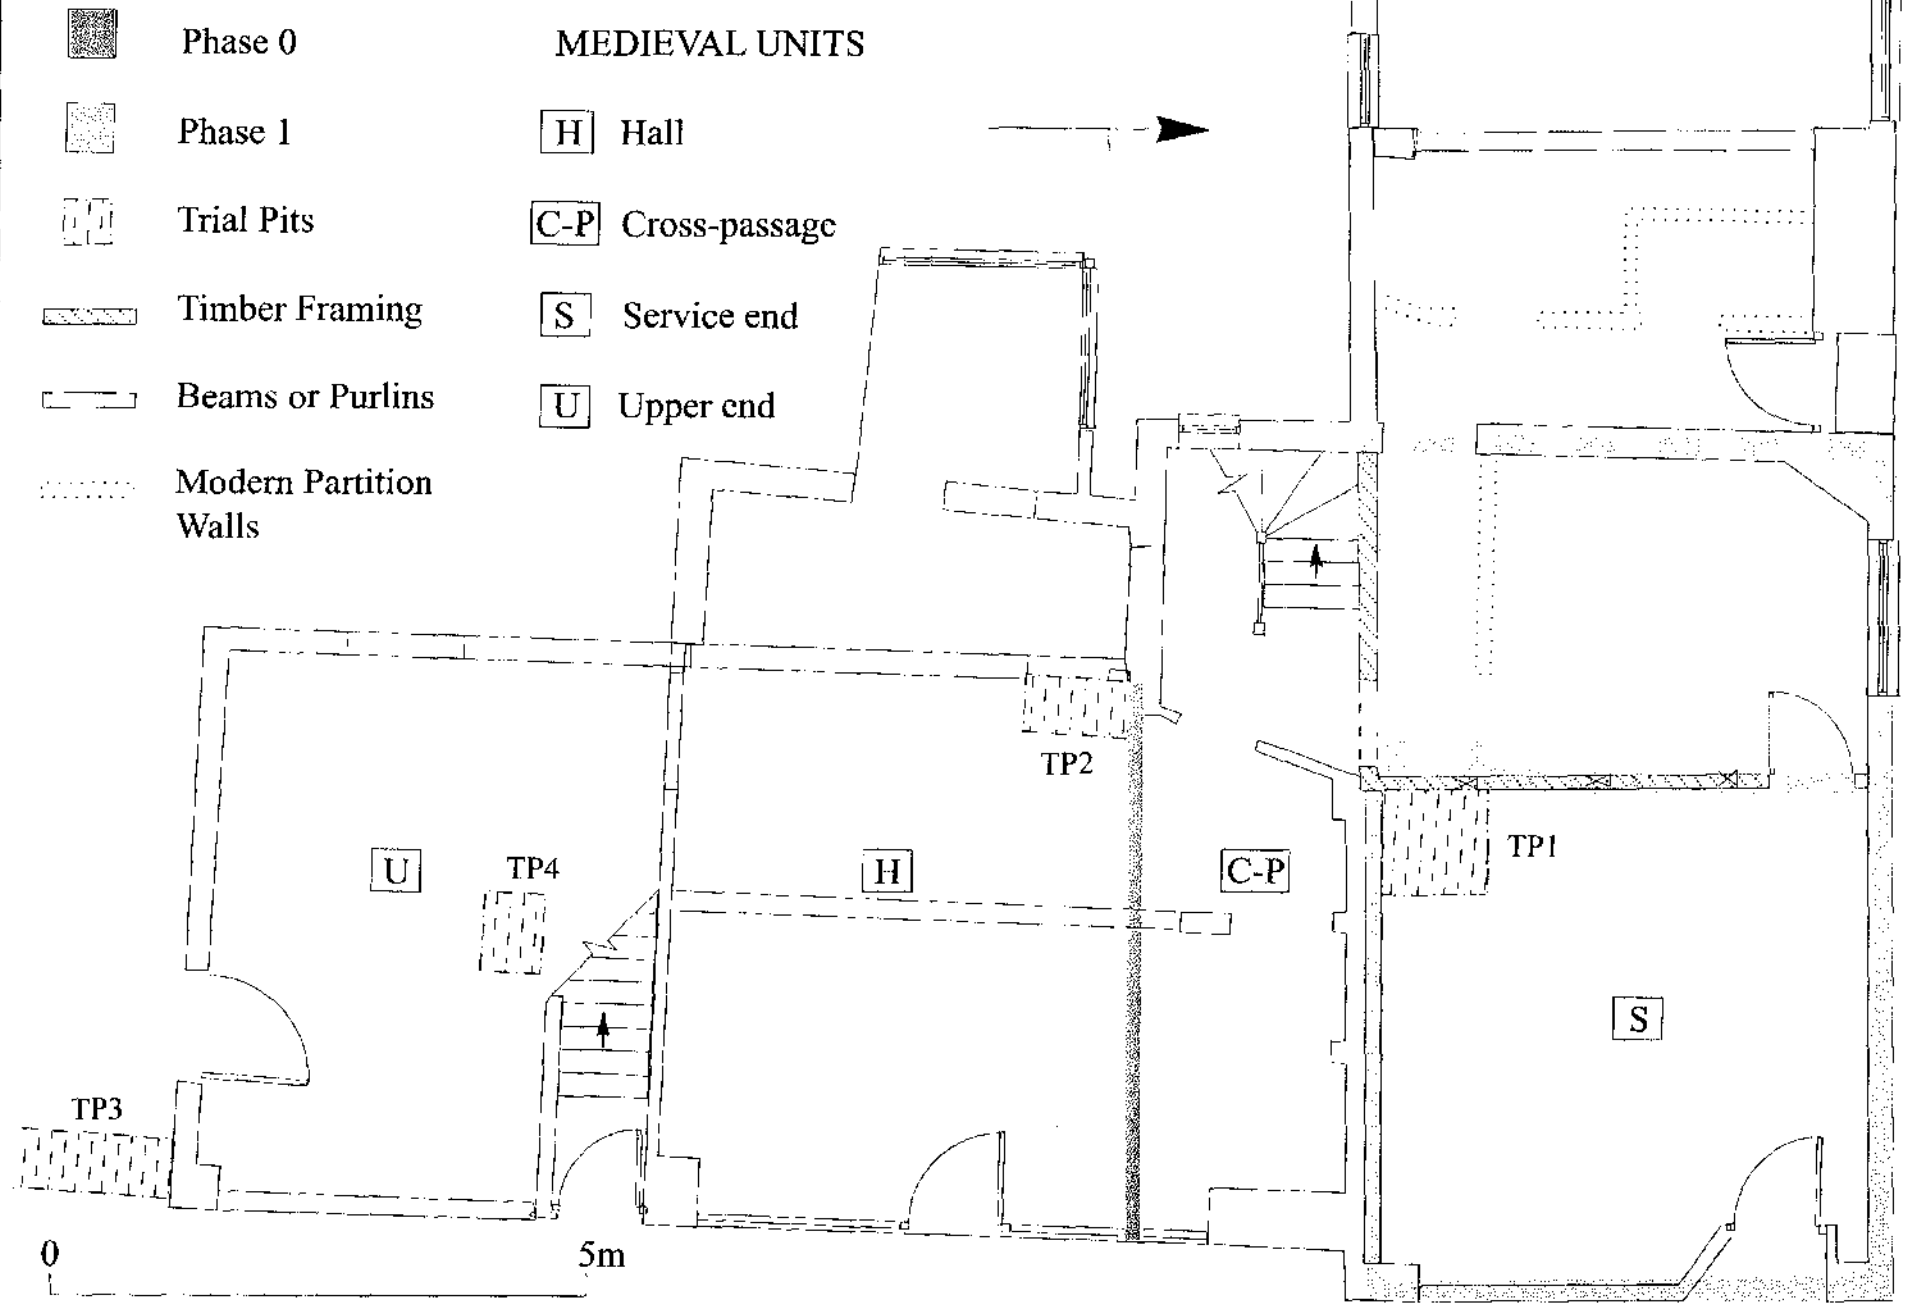 Phase 0
Phase 1
Trial Pits
Timber Framing
Beams or Purlins
Modern Partition
Walls
MEDIEVAL UNITS
H Hall
C-P Cross-passage
S Service end
U Upper end
TP2
TP1
U
TP4
H
C-P
S
TP3
0
5m